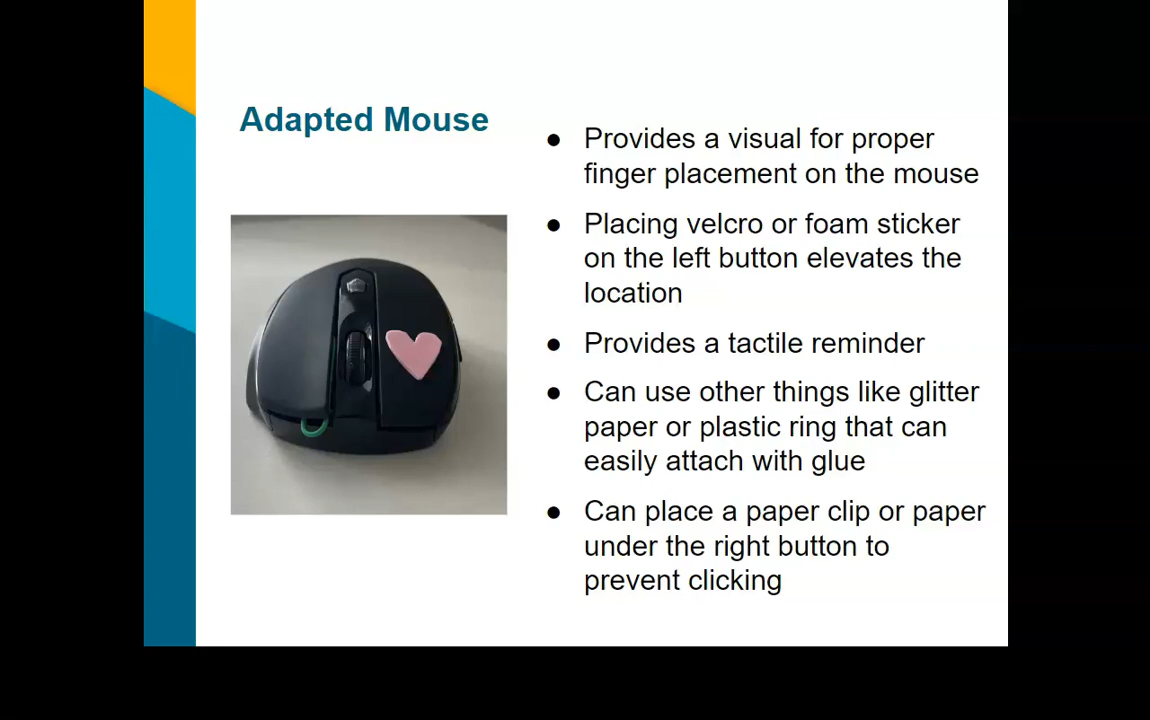 Adapted Mouse
● Provides a visual for proper
finger placement on the mouse
● Placing velcro or foam sticker
on the left button elevates the
location
● Provides a tactile reminder
● Can use other things like glitter
paper or plastic ring that can
easily attach with glue
● Can place a paper clip or paper
under the right button to
prevent clicking